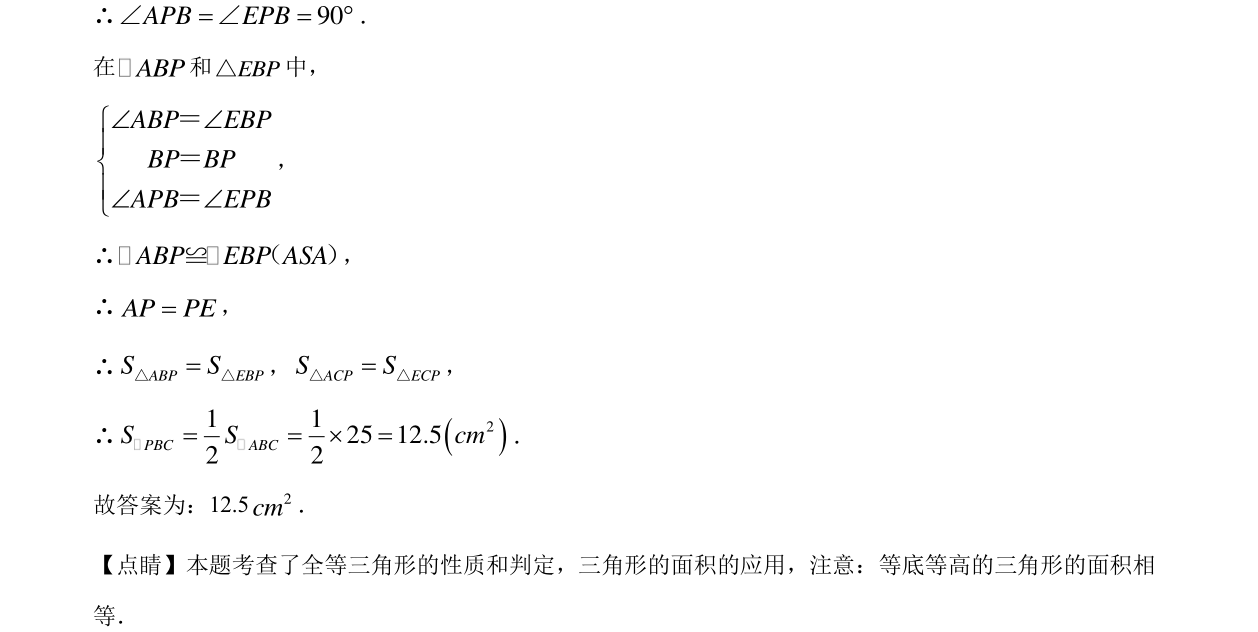 ∴∠APB = ∠EPB = 90°.
在□ABP和△EBP中，
∠ABP＝∠EBP
BP＝BP ，
∠APB＝∠EPB
∴□ABP≌□EBP(ASA)，
∴ AP = PE，
∴ S△ABP = S△EBP， S△ACP = S△ECP，
∴ S□PBC = 1/2 S□ABC = 1/2 × 25 = 12.5(cm²)．
故答案为：12.5cm²．
【点睛】本题考查了全等三角形的性质和判定，三角形的面积的应用，注意：等底等高的三角形的面积相
等．